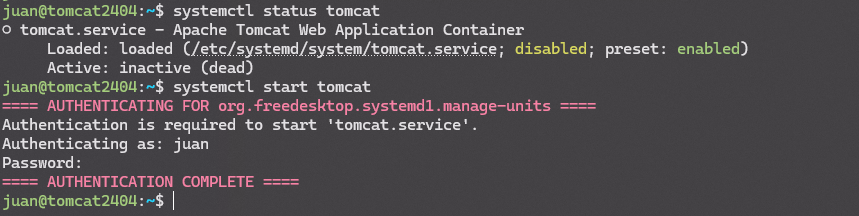 juan@tomcat2404:~$ systemctl status tomcat
○ tomcat.service - Apache Tomcat Web Application Container
     Loaded: loaded (/etc/systemd/system/tomcat.service; disabled; preset: enabled)
     Active: inactive (dead)
juan@tomcat2404:~$ systemctl start tomcat
==== AUTHENTICATING FOR org.freedesktop.systemd1.manage-units ====
Authentication is required to start 'tomcat.service'.
Authenticating as: juan
Password:
==== AUTHENTICATION COMPLETE ====
juan@tomcat2404:~$